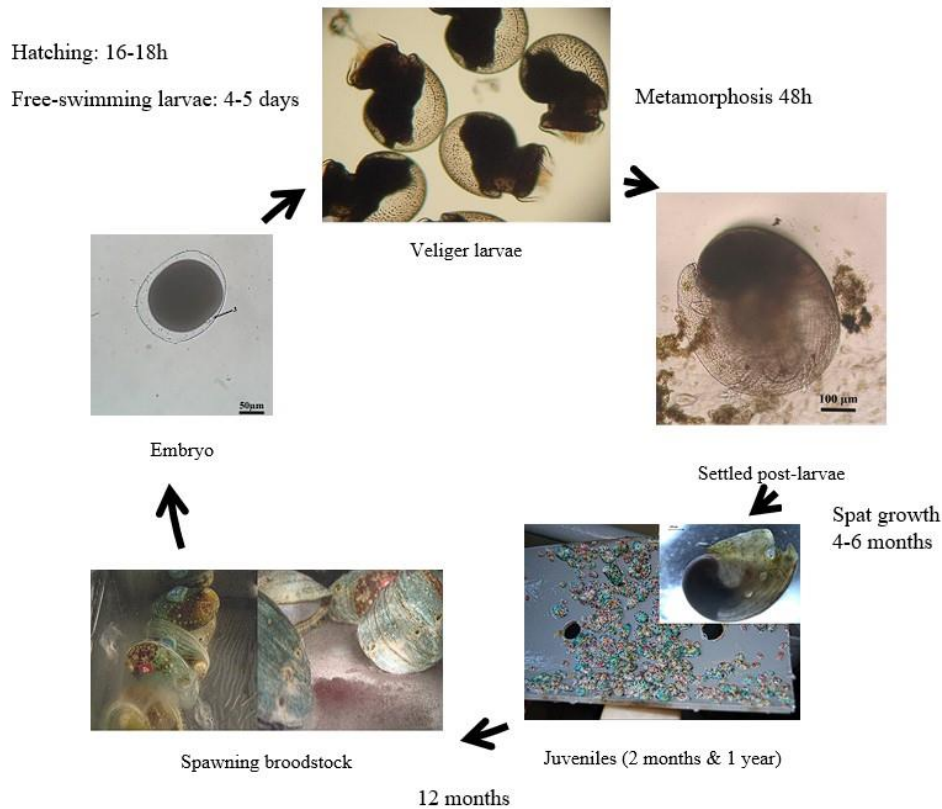 Hatching: 16-18h
Free-swimming larvae: 4-5 days
Metamorphosis 48h
Veliger larvae
50µm
100 µm
Embryo
Settled post-larvae
Spat growth
4-6 months
Spawning broodstock
Juveniles (2 months & 1 year)
12 months